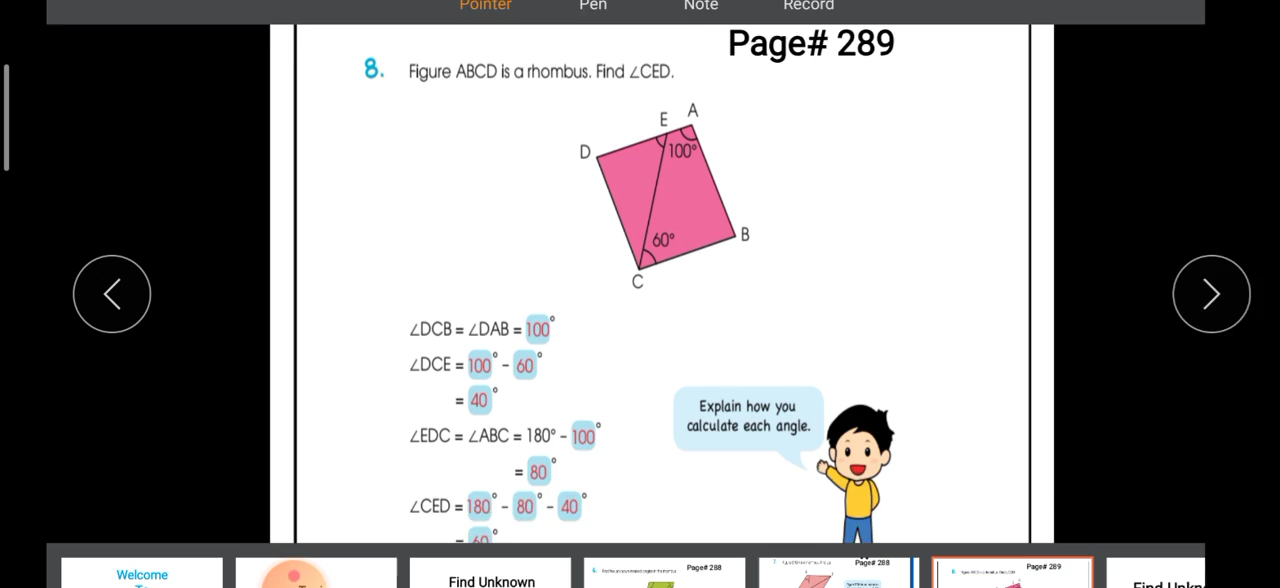 Pointer Pen Note Record
Page# 289
8. Figure ABCD is a rhombus. Find ∠CED.
E A
D 100°
60° B
C
∠DCB = ∠DAB = 100°
∠DCE = 100° - 60°
= 40°
∠EDC = ∠ABC = 180° - 100°
= 80°
∠CED = 180° - 80° - 40°
= 60°
Explain how you
calculate each angle.
Welcome
Find Unknown
Page# 288
Page# 288
Page# 289